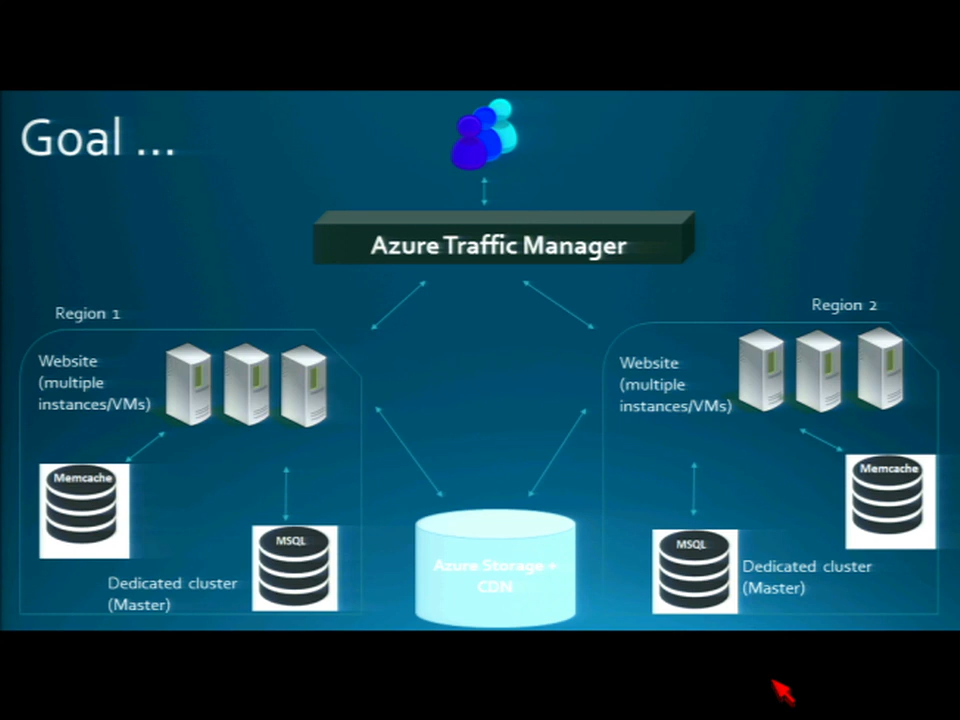 Goal ...
Azure Traffic Manager
Region 1
Region 2
Website
(multiple
instances/VMs)
Website
(multiple
instances/VMs)
Memcache
Memcache
MSQL
MSQL
Azure Storage +
CDN
Dedicated cluster
(Master)
Dedicated cluster
(Master)